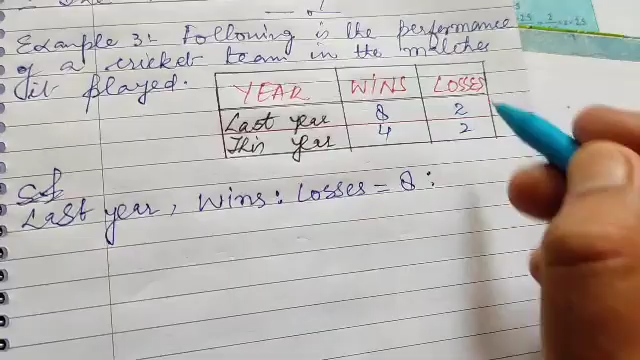 Example 3:- Following is the performance
of a cricket team in the matches
it played.
YEAR WINS LOSSES
Last year 8 2
This year 4 2
Sol
Last year, Wins : Losses = 8 :